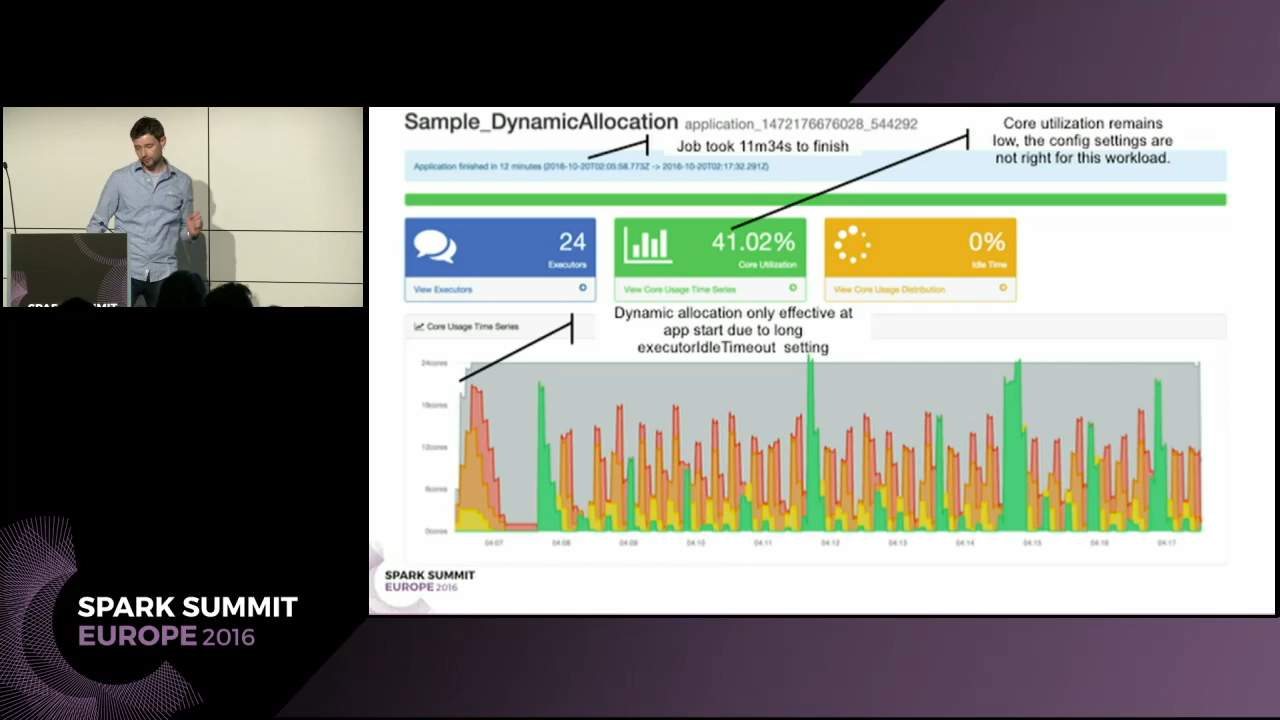 Sample_DynamicAllocation application_1472176676028_544292
Job took 11m34s to finish
Core utilization remains
low, the config settings are
not right for this workload.
Application finished in 12 minutes (2016-10-20T02:05:58.773Z -> 2016-10-20T02:17:32.291Z)
24
Executors
View Executors
41.02%
Core Utilization
View Core Usage Time Series
0%
Idle Time
View Core Usage Distribution
Dynamic allocation only effective at
app start due to long
executorIdleTimeout setting
Core Usage Time Series
24cores
18cores
12cores
6cores
0cores
04:07 04:08 04:09 04:10 04:11 04:12 04:13 04:14 04:15 04:16 04:17
SPARK SUMMIT
EUROPE 2016
SPARK SUMMIT
SPARK SUMMIT
EUROPE 2016